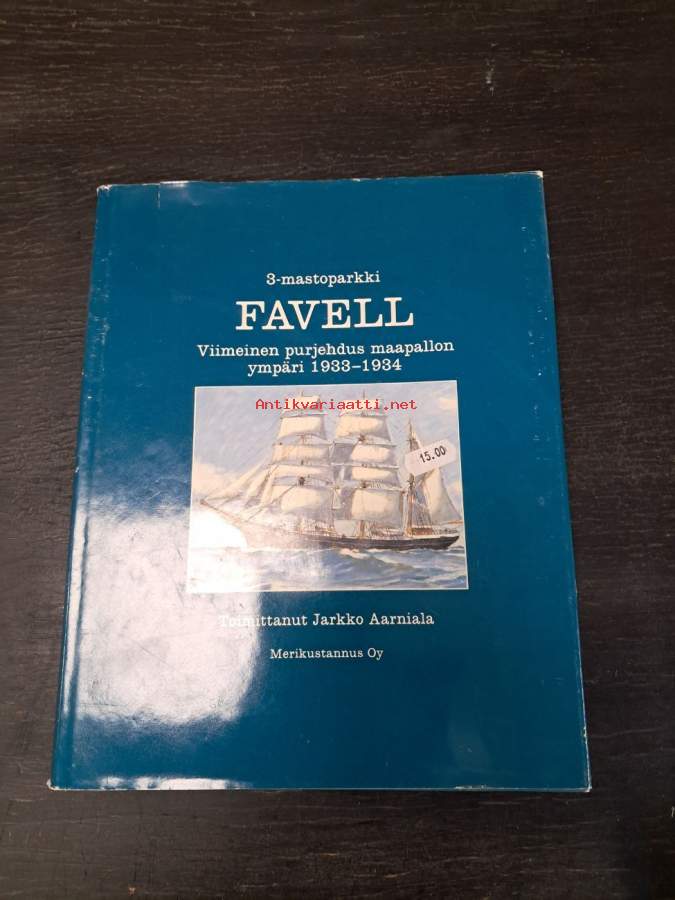 3-mastoparkki
FAVELL
Viimeinen purjehdus maapallon
ympäri 1933–1934
Antikvariaatti.net
15.00
Toimittanut Jarkko Aarniala
Merikustannus Oy